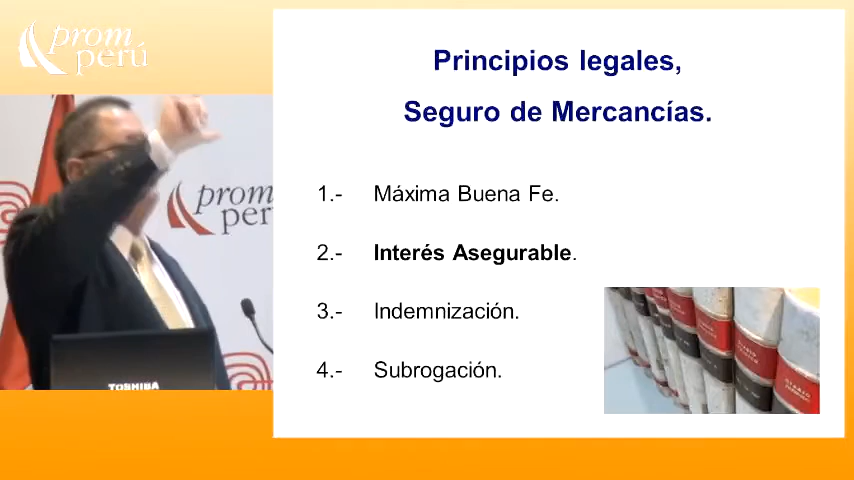 prom
perú
Principios legales,
Seguro de Mercancías.
1.- Máxima Buena Fe.
2.- Interés Asegurable.
3.- Indemnización.
4.- Subrogación.
prom
per
TOSHIBA